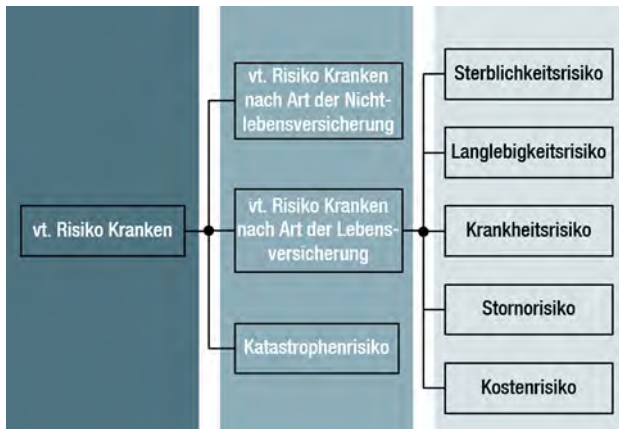 vt. Risiko Kranken
vt. Risiko Kranken
nach Art der Nicht-
lebensversicherung
vt. Risiko Kranken
nach Art der Lebens-
versicherung
Katastrophenrisiko
Sterblichkeitsrisiko
Langlebigkeitsrisiko
Krankheitsrisiko
Stornorisiko
Kostenrisiko